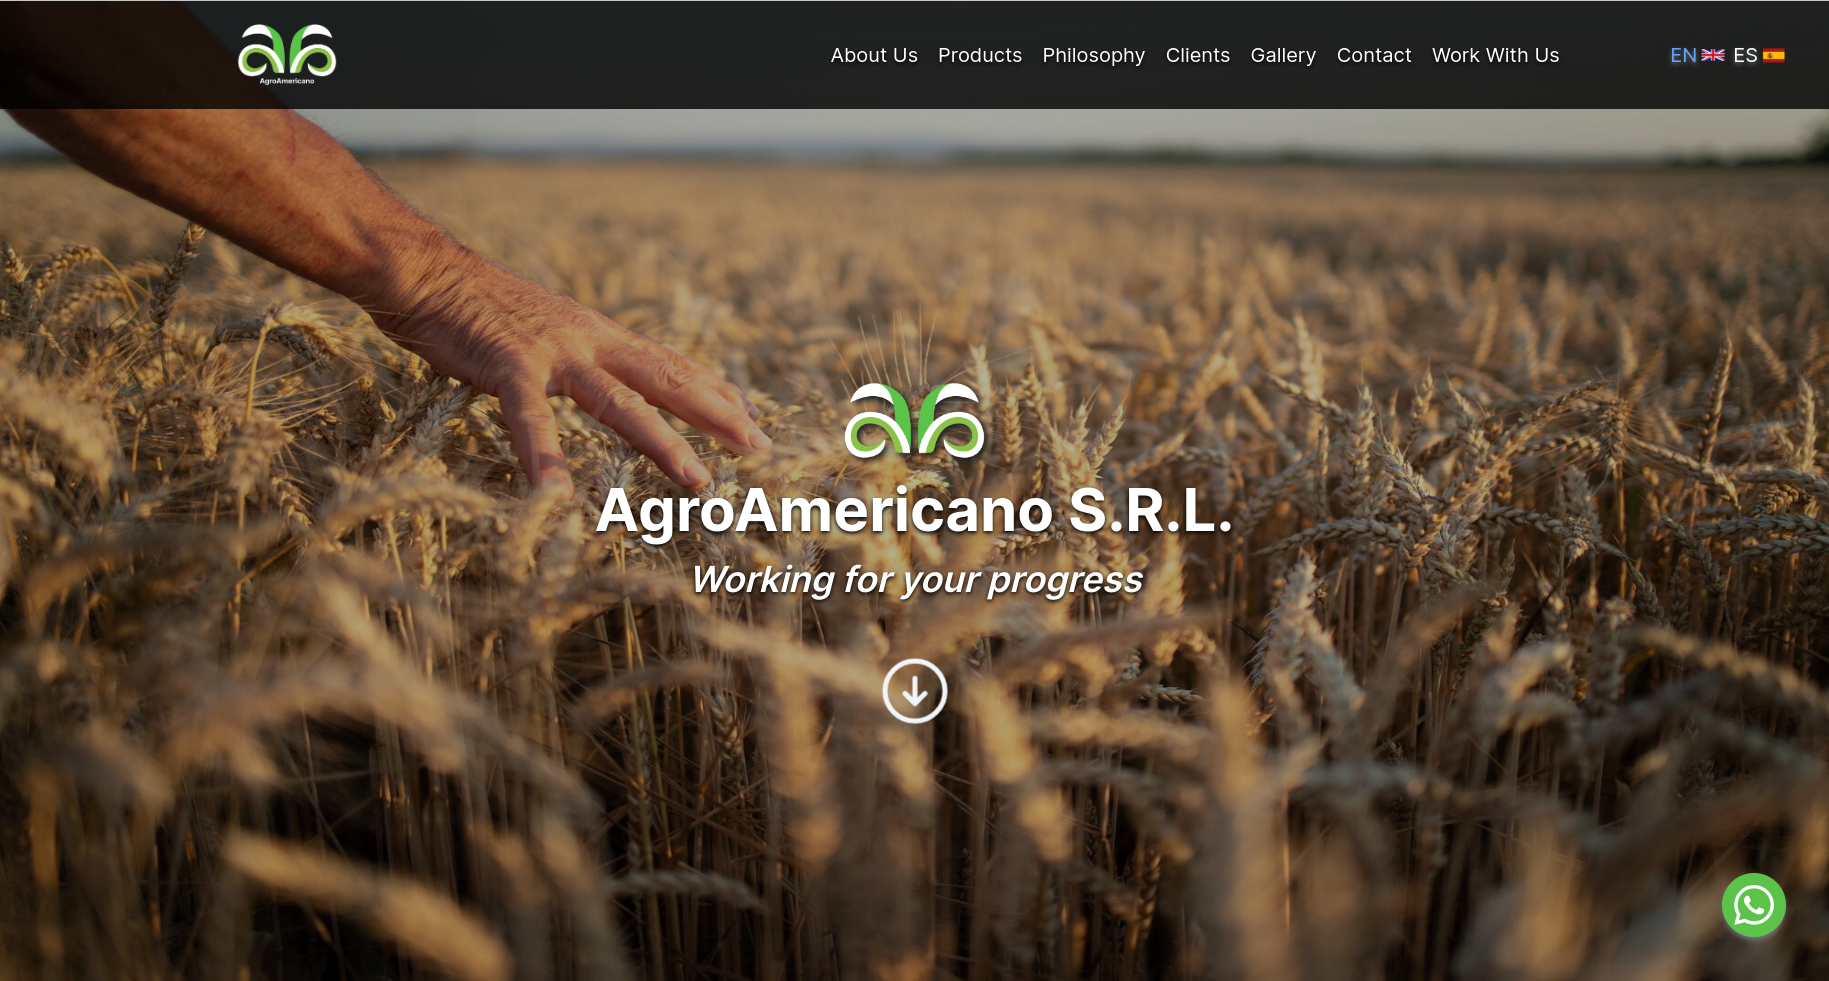 AgroAmericano
About Us Products Philosophy Clients Gallery Contact Work With Us EN ES
AgroAmericano S.R.L.
Working for your progress